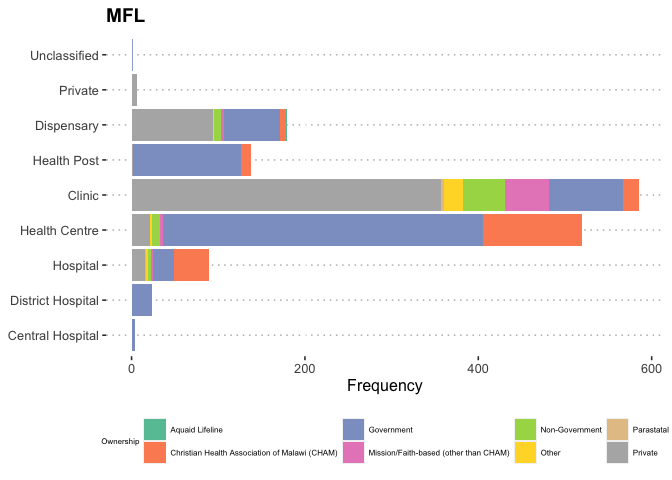 MFL
Unclassified
Private
Dispensary
Health Post
Clinic
Health Centre
Hospital
District Hospital
Central Hospital
0 200 400 600
Frequency
Ownership
Aquaid Lifeline Government Non-Government Parastatal
Christian Health Association of Malawi (CHAM) Mission/Faith-based (other than CHAM) Other Private